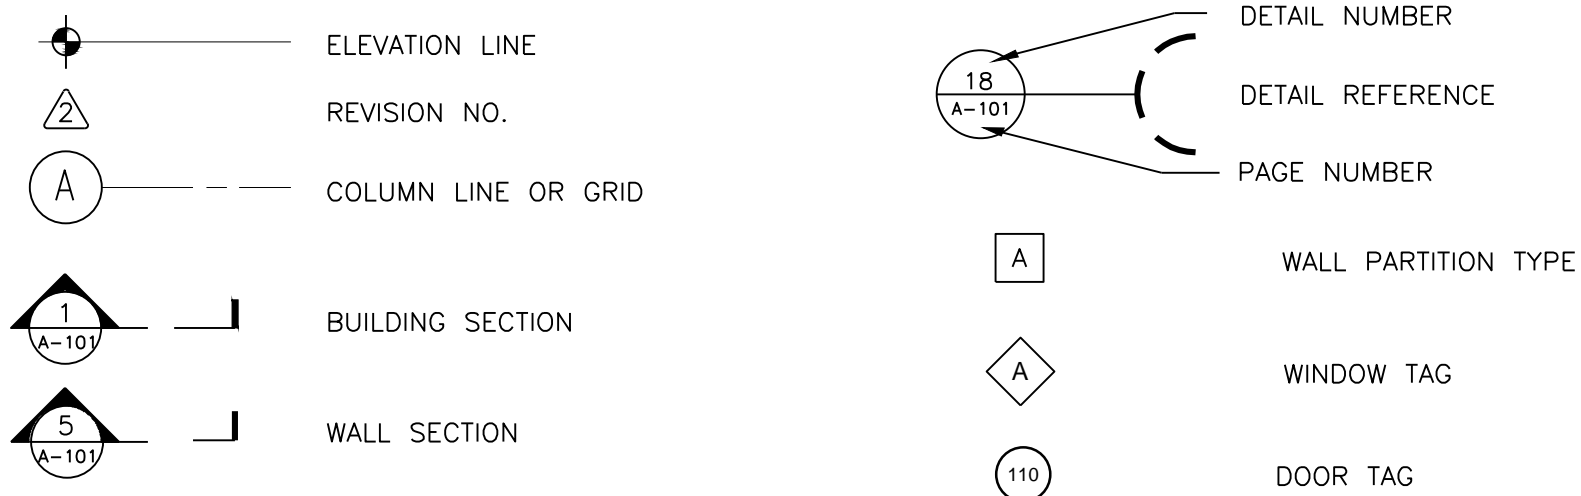 ELEVATION LINE
2
REVISION NO.
A
COLUMN LINE OR GRID
1
A-101
BUILDING SECTION
5
A-101
WALL SECTION
DETAIL NUMBER
18
A-101
DETAIL REFERENCE
PAGE NUMBER
A
WALL PARTITION TYPE
A
WINDOW TAG
110
DOOR TAG